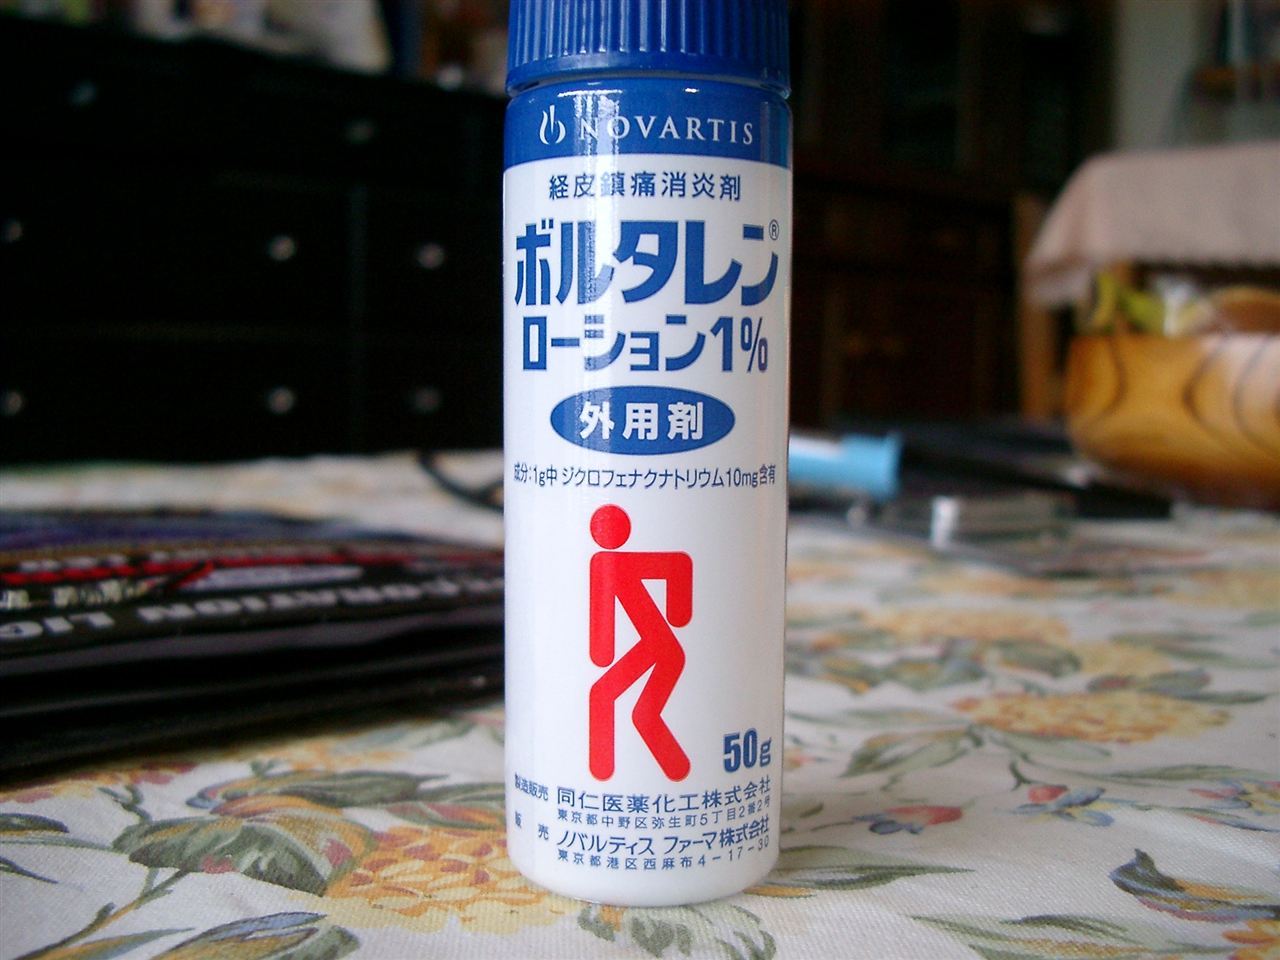 NOVARTIS
経皮鎮痛消炎剤
ボルタレン®
ローション1%
外用剤
成分:1g中 ジクロフェナクナトリウム10mg含有
50g
製造販売 同仁医薬化工株式会社
東京都中野区弥生町5丁目2番2号
販売 ノバルティス ファーマ株式会社
東京都港区西麻布4-17-30